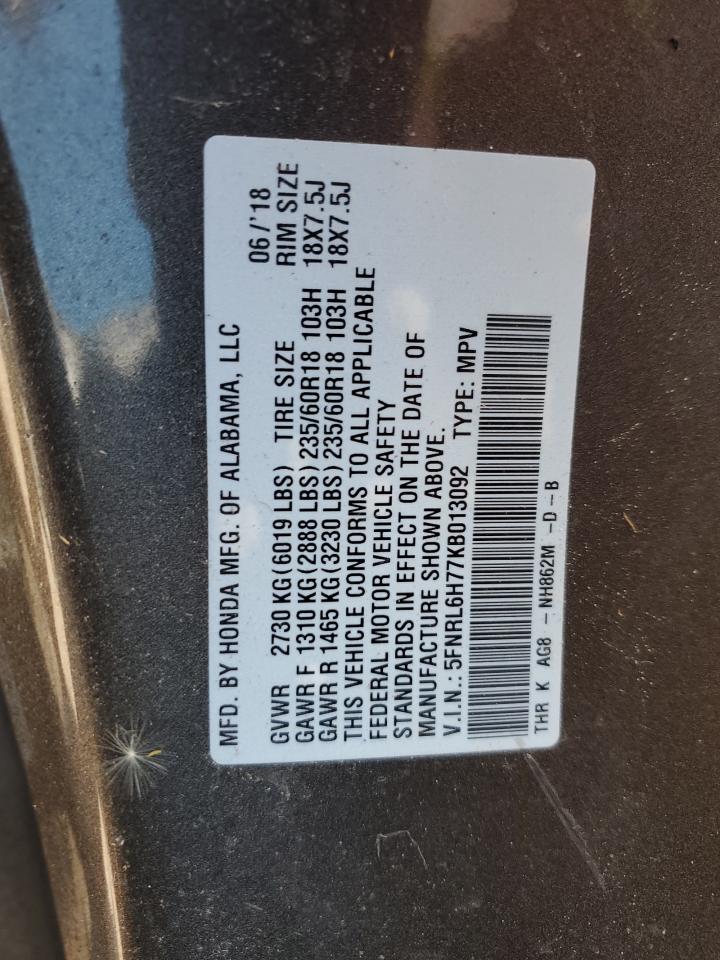 MFD. BY HONDA MFG. OF ALABAMA, LLC
06/'18
GVWR 2730 KG(6019 LBS) TIRE SIZE RIM SIZE
GAWR F 1310 KG(2888 LBS)235/60R18 103H 18X7.5J
GAWR R 1465 KG(3230 LBS)235/60R18 103H 18X7.5J
THIS VEHICLE CONFORMS TO ALL APPLICABLE
FEDERAL MOTOR VEHICLE SAFETY
STANDARDS IN EFFECT ON THE DATE OF
MANUFACTURE SHOWN ABOVE.
V.I.N.: 5FNRL6H77KB013092 TYPE: MPV
THR K AG8 - NH862M -D-B